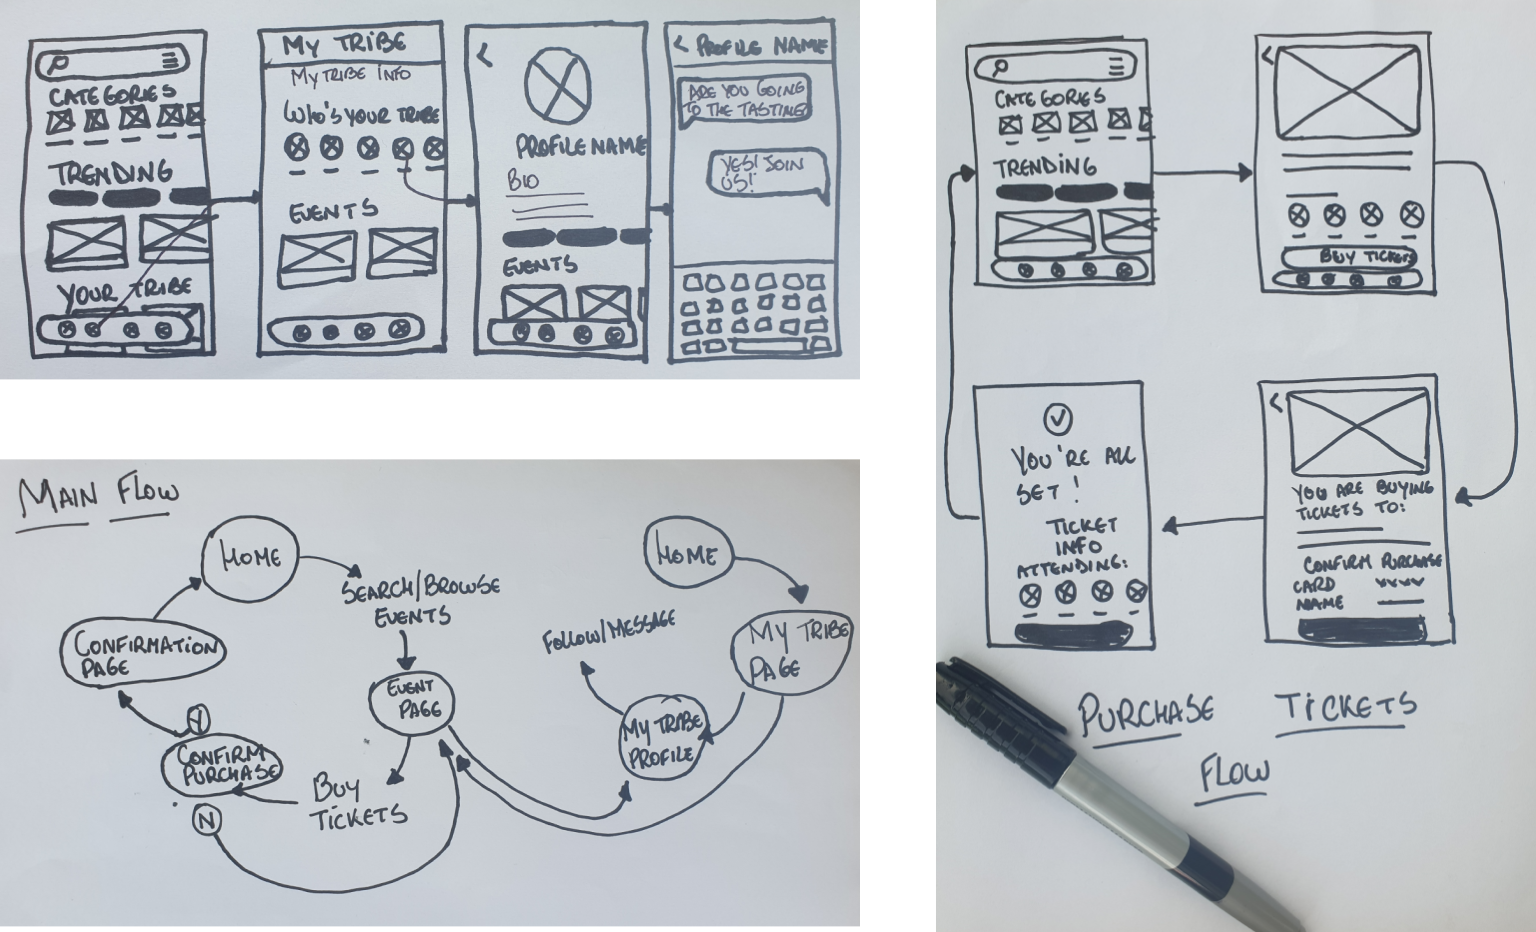 CATEGORIES
TRENDING
YOUR TRIBE
MY TRIBE
MY TRIBE INFO
WHO'S YOUR TRIBE
EVENTS
PROFILE NAME
BIO
EVENTS
PROFILE NAME
ARE YOU GOING
TO THE TASTING
YES! JOIN
US!
MAIN FLOW
HOME
SEARCH/BROWSE
EVENTS
EVENT
PAGE
BUY
TICKETS
CONFIRM
PURCHASE
Y
N
CONFIRMATION
PAGE
HOME
MY TRIBE
PAGE
MY TRIBE
PROFILE
FOLLOW/MESSAGE
CATEGORIES
TRENDING
BUY TICKETS
YOU ARE BUYING
TICKETS TO:
CONFIRM PURCHASE
CARD XXXX
NAME
YOU'RE ALL
SET!
TICKET
INFO
ATTENDING:
PURCHASE TICKETS
FLOW